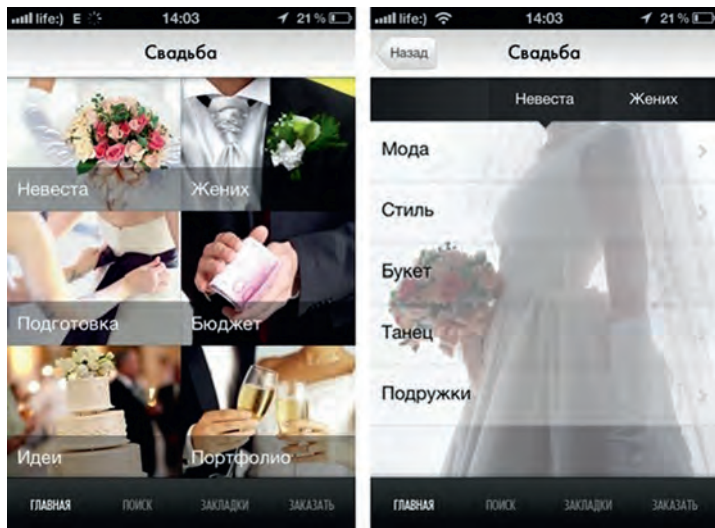 life:) E 14:03 21 %
Свадьба
Невеста Жених
Подготовка Бюджет
Идеи Портфолио
ГЛАВНАЯ ПОИСК ЗАКЛАДКИ ЗАКАЗАТЬ
life:) 14:03 21 %
Назад Свадьба
Невеста Жених
Мода
Стиль
Букет
Танец
Подружки
ГЛАВНАЯ ПОИСК ЗАКЛАДКИ ЗАКАЗАТЬ